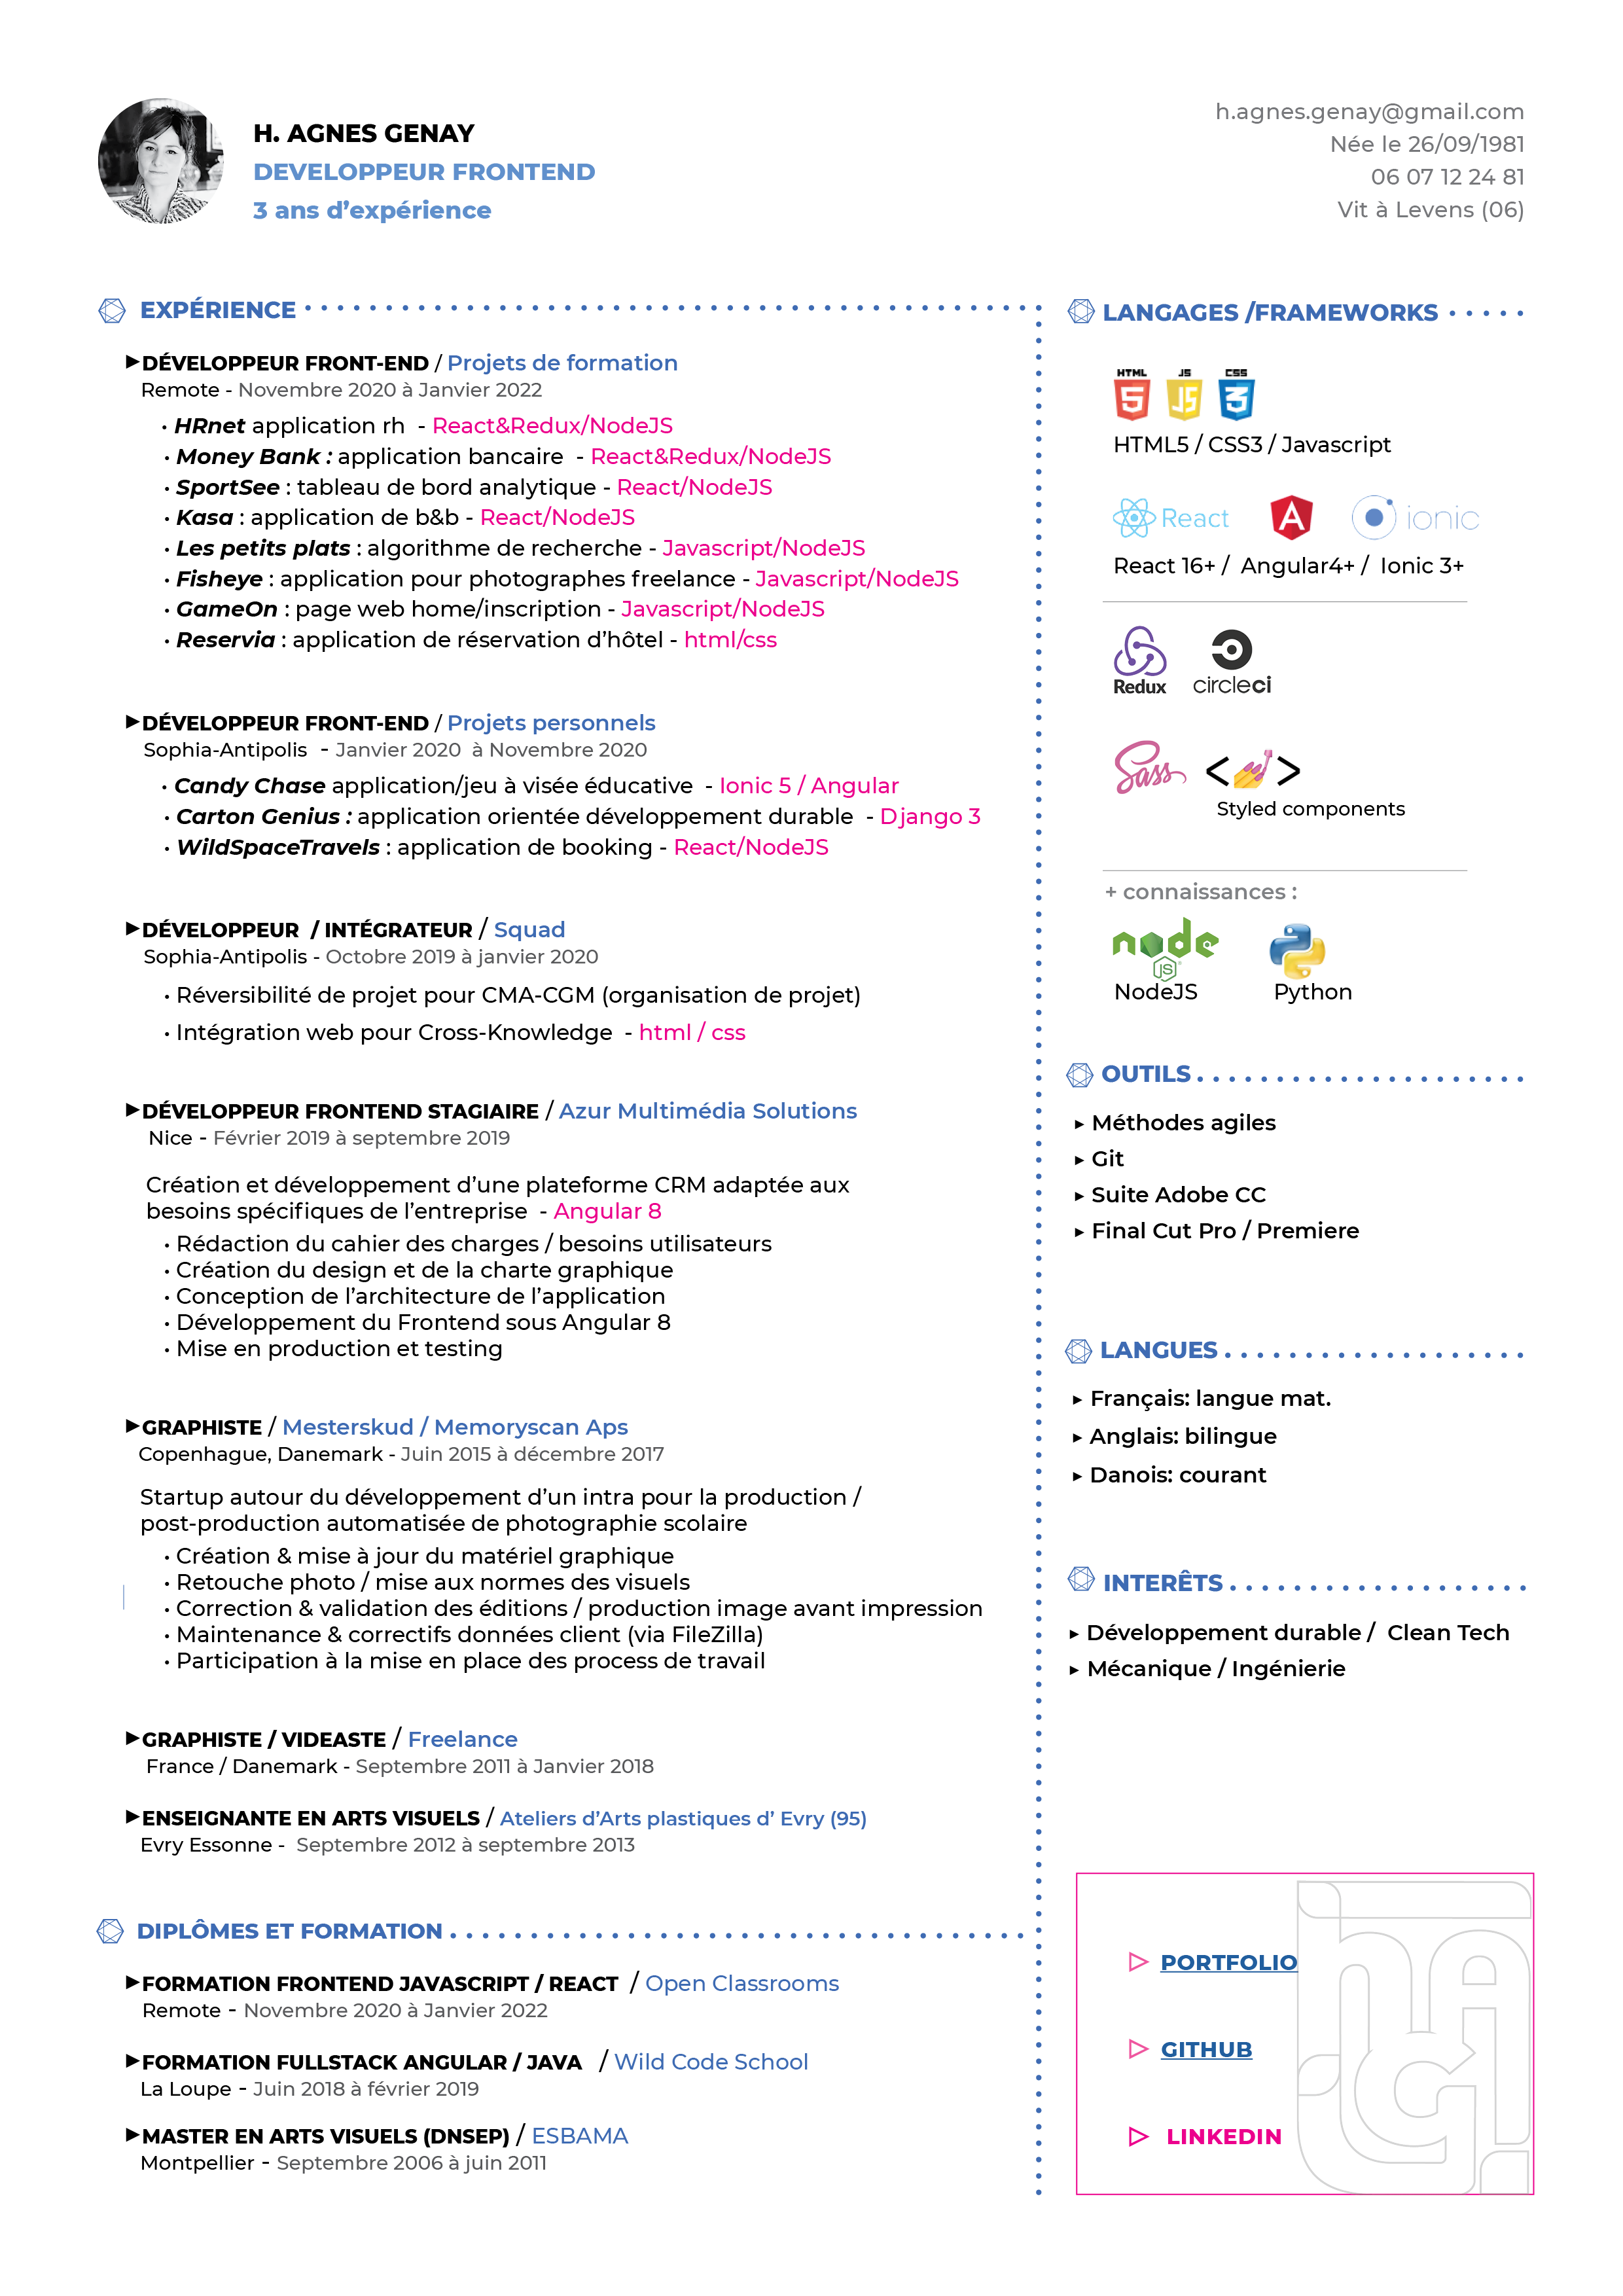 H. AGNES GENAY
DEVELOPPEUR FRONTEND
3 ans d’expérience
h.agnes.genay@gmail.com
Née le 26/09/1981
06 07 12 24 81
Vit à Levens (06)
EXPÉRIENCE
►DÉVELOPPEUR FRONT-END / Projets de formation
Remote - Novembre 2020 à Janvier 2022
• HRnet application rh - React&Redux/NodeJS
• Money Bank : application bancaire - React&Redux/NodeJS
• SportSee : tableau de bord analytique - React/NodeJS
• Kasa : application de b&b - React/NodeJS
• Les petits plats : algorithme de recherche - Javascript/NodeJS
• Fisheye : application pour photographes freelance - Javascript/NodeJS
• GameOn : page web home/inscription - Javascript/NodeJS
• Reservia : application de réservation d’hôtel - html/css
►DÉVELOPPEUR FRONT-END / Projets personnels
Sophia-Antipolis - Janvier 2020 à Novembre 2020
• Candy Chase application/jeu à visée éducative - Ionic 5 / Angular
• Carton Genius : application orientée développement durable - Django 3
• WildSpaceTravels : application de booking - React/NodeJS
►DÉVELOPPEUR / INTÉGRATEUR / Squad
Sophia-Antipolis - Octobre 2019 à janvier 2020
• Réversibilité de projet pour CMA-CGM (organisation de projet)
• Intégration web pour Cross-Knowledge - html / css
►DÉVELOPPEUR FRONTEND STAGIAIRE / Azur Multimédia Solutions
Nice - Février 2019 à septembre 2019
Création et développement d’une plateforme CRM adaptée aux
besoins spécifiques de l’entreprise - Angular 8
• Rédaction du cahier des charges / besoins utilisateurs
• Création du design et de la charte graphique
• Conception de l’architecture de l’application
• Développement du Frontend sous Angular 8
• Mise en production et testing
►GRAPHISTE / Mesterskud / Memoryscan Aps
Copenhague, Danemark - Juin 2015 à décembre 2017
Startup autour du développement d’un intra pour la production /
post-production automatisée de photographie scolaire
• Création & mise à jour du matériel graphique
• Retouche photo / mise aux normes des visuels
• Correction & validation des éditions / production image avant impression
• Maintenance & correctifs données client (via FileZilla)
• Participation à la mise en place des process de travail
►GRAPHISTE / VIDEASTE / Freelance
France / Danemark - Septembre 2011 à Janvier 2018
►ENSEIGNANTE EN ARTS VISUELS / Ateliers d’Arts plastiques d’ Evry (95)
Evry Essonne - Septembre 2012 à septembre 2013
DIPLÔMES ET FORMATION
►FORMATION FRONTEND JAVASCRIPT / REACT / Open Classrooms
Remote - Novembre 2020 à Janvier 2022
►FORMATION FULLSTACK ANGULAR / JAVA / Wild Code School
La Loupe - Juin 2018 à février 2019
►MASTER EN ARTS VISUELS (DNSEP) / ESBAMA
Montpellier - Septembre 2006 à juin 2011
LANGAGES /FRAMEWORKS
HTML JS CSS
5 JS 3
HTML5 / CSS3 / Javascript
React A ionic
React 16+ / Angular4+ / Ionic 3+
Redux circleci
Sass < >
Styled components
+ connaissances :
node
JS
NodeJS Python
OUTILS
► Méthodes agiles
► Git
► Suite Adobe CC
► Final Cut Pro / Premiere
LANGUES
► Français: langue mat.
► Anglais: bilingue
► Danois: courant
INTERÊTS
► Développement durable / Clean Tech
► Mécanique / Ingénierie
PORTFOLIO
GITHUB
LINKEDIN
hAG